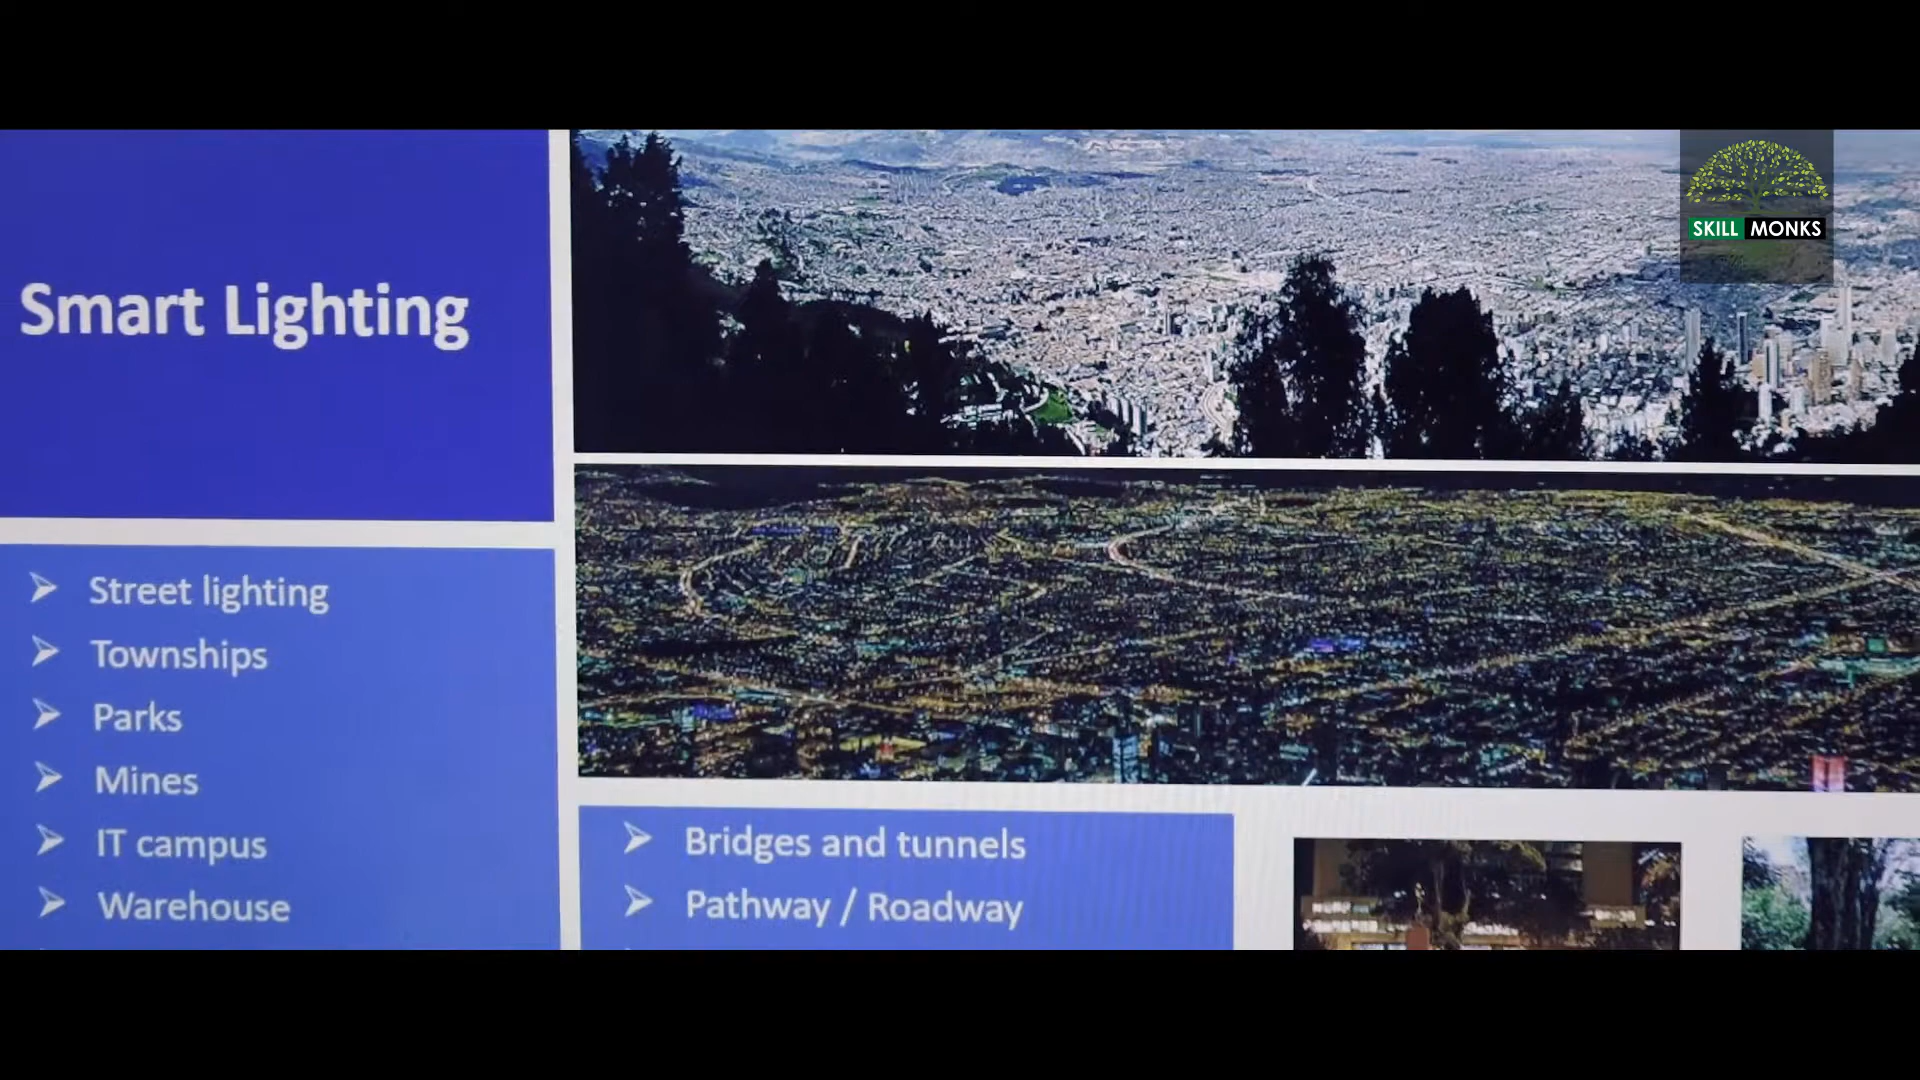 SKILL MONKS
Smart Lighting
Street lighting
Townships
Parks
Mines
IT campus
Warehouse
Bridges and tunnels
Pathway / Roadway